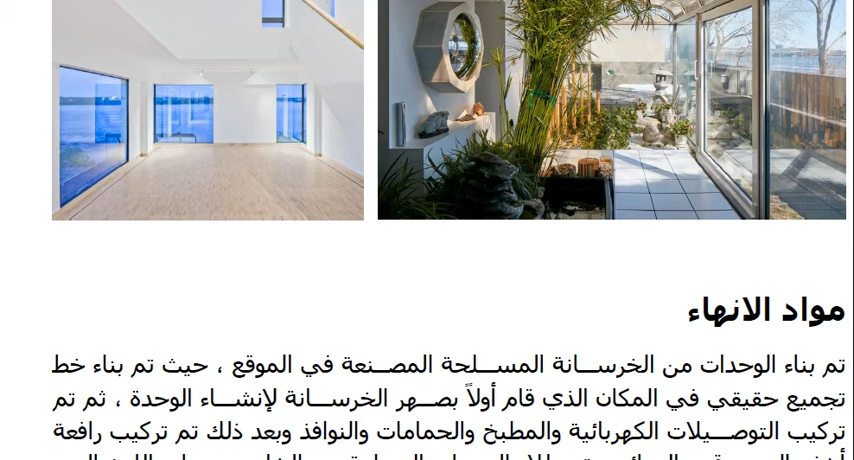 مواد الانهاء
تم بناء الوحدات من الخرسانة المسلحة المصنعة في الموقع ، حيث تم بناء خط
تجميع حقيقي في المكان الذي قام أولاً بصهر الخرسانة لإنشاء الوحدة ، ثم تم
تركيب التوصيلات الكهربائية والمطبخ والحمامات والنوافذ وبعد ذلك تم تركيب رافعة